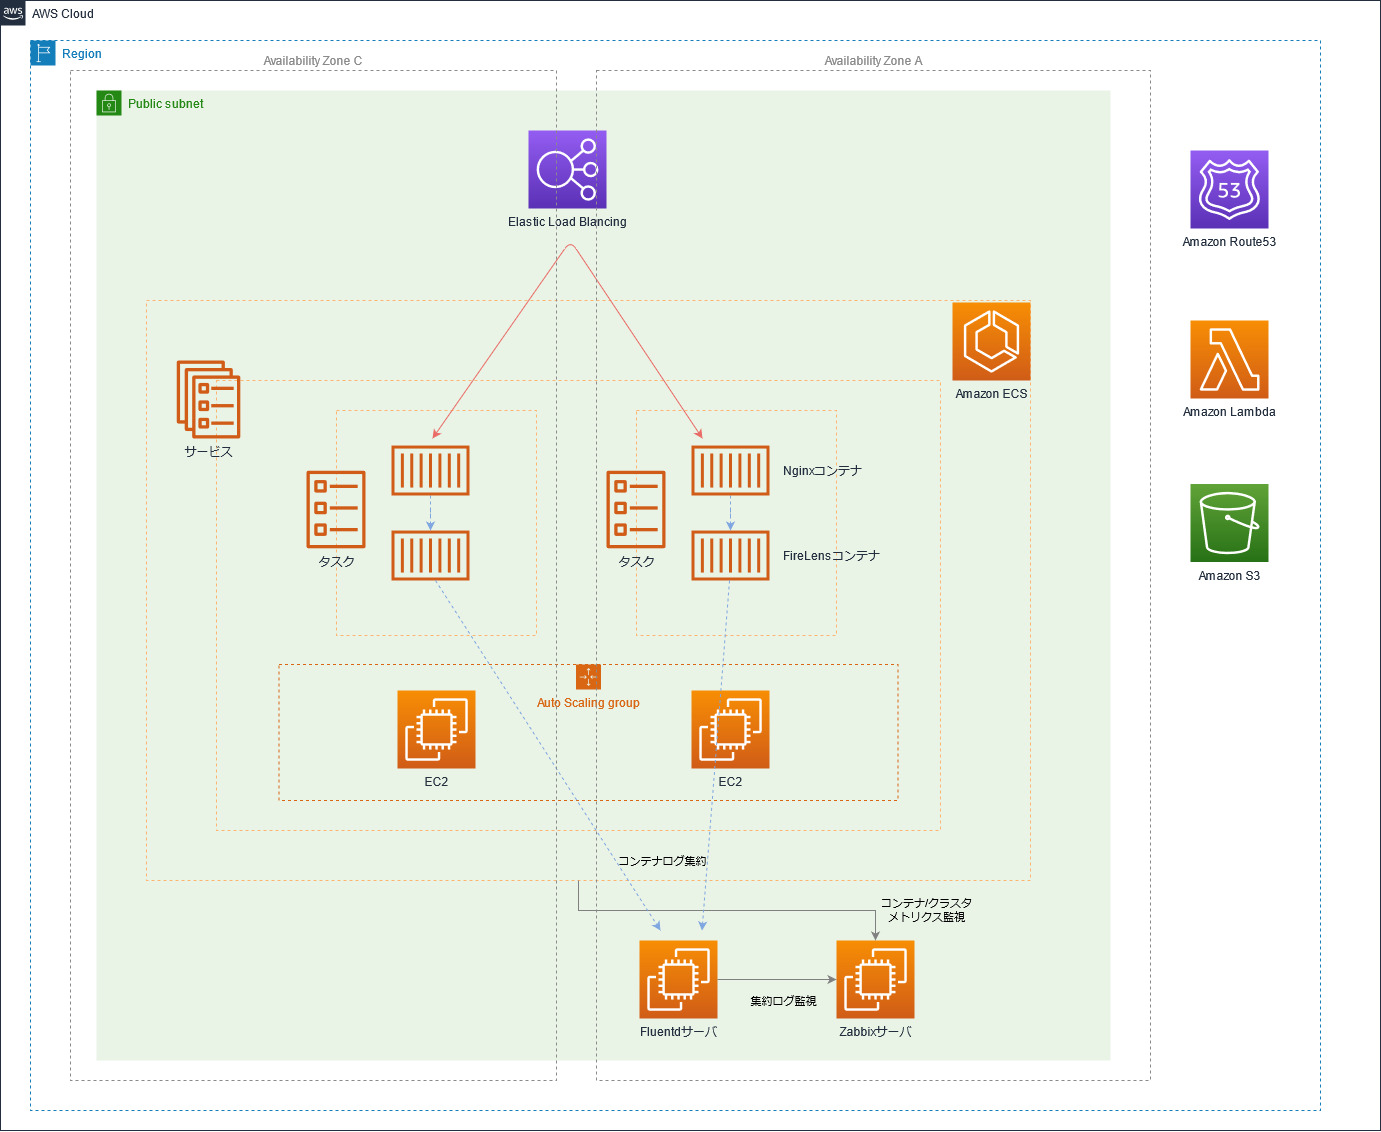 aws
AWS Cloud
Region
Availability Zone C
Availability Zone A
Public subnet
Elastic Load Blancing
53
Amazon Route53
Amazon ECS
Amazon Lambda
サービス
Nginxコンテナ
タスク
タスク
FireLensコンテナ
Amazon S3
Auto Scaling group
EC2
EC2
コンテナログ集約
コンテナ/クラスタ
メトリクス監視
集約ログ監視
Fluentdサーバ
Zabbixサーバ